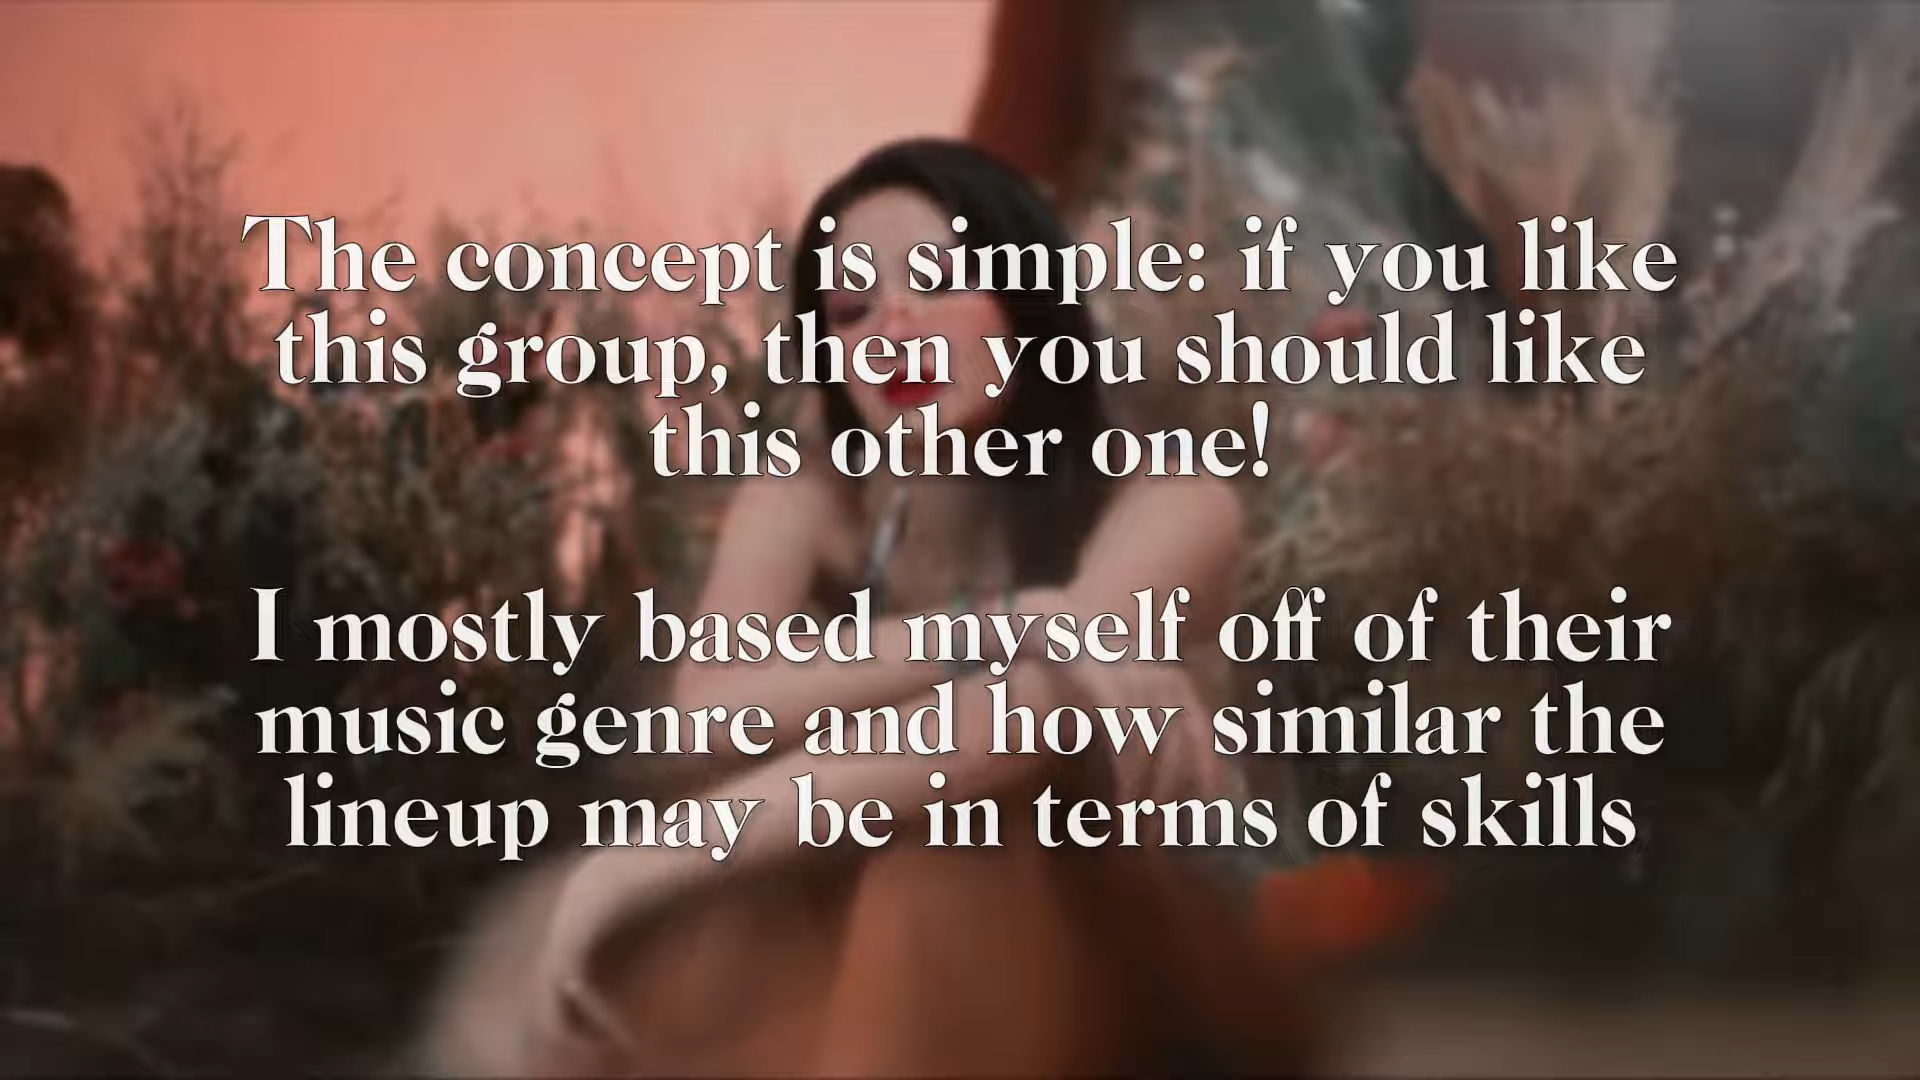 The concept is simple: if you like
this group, then you should like
this other one!
I mostly based myself off of their
music genre and how similar the
lineup may be in terms of skills